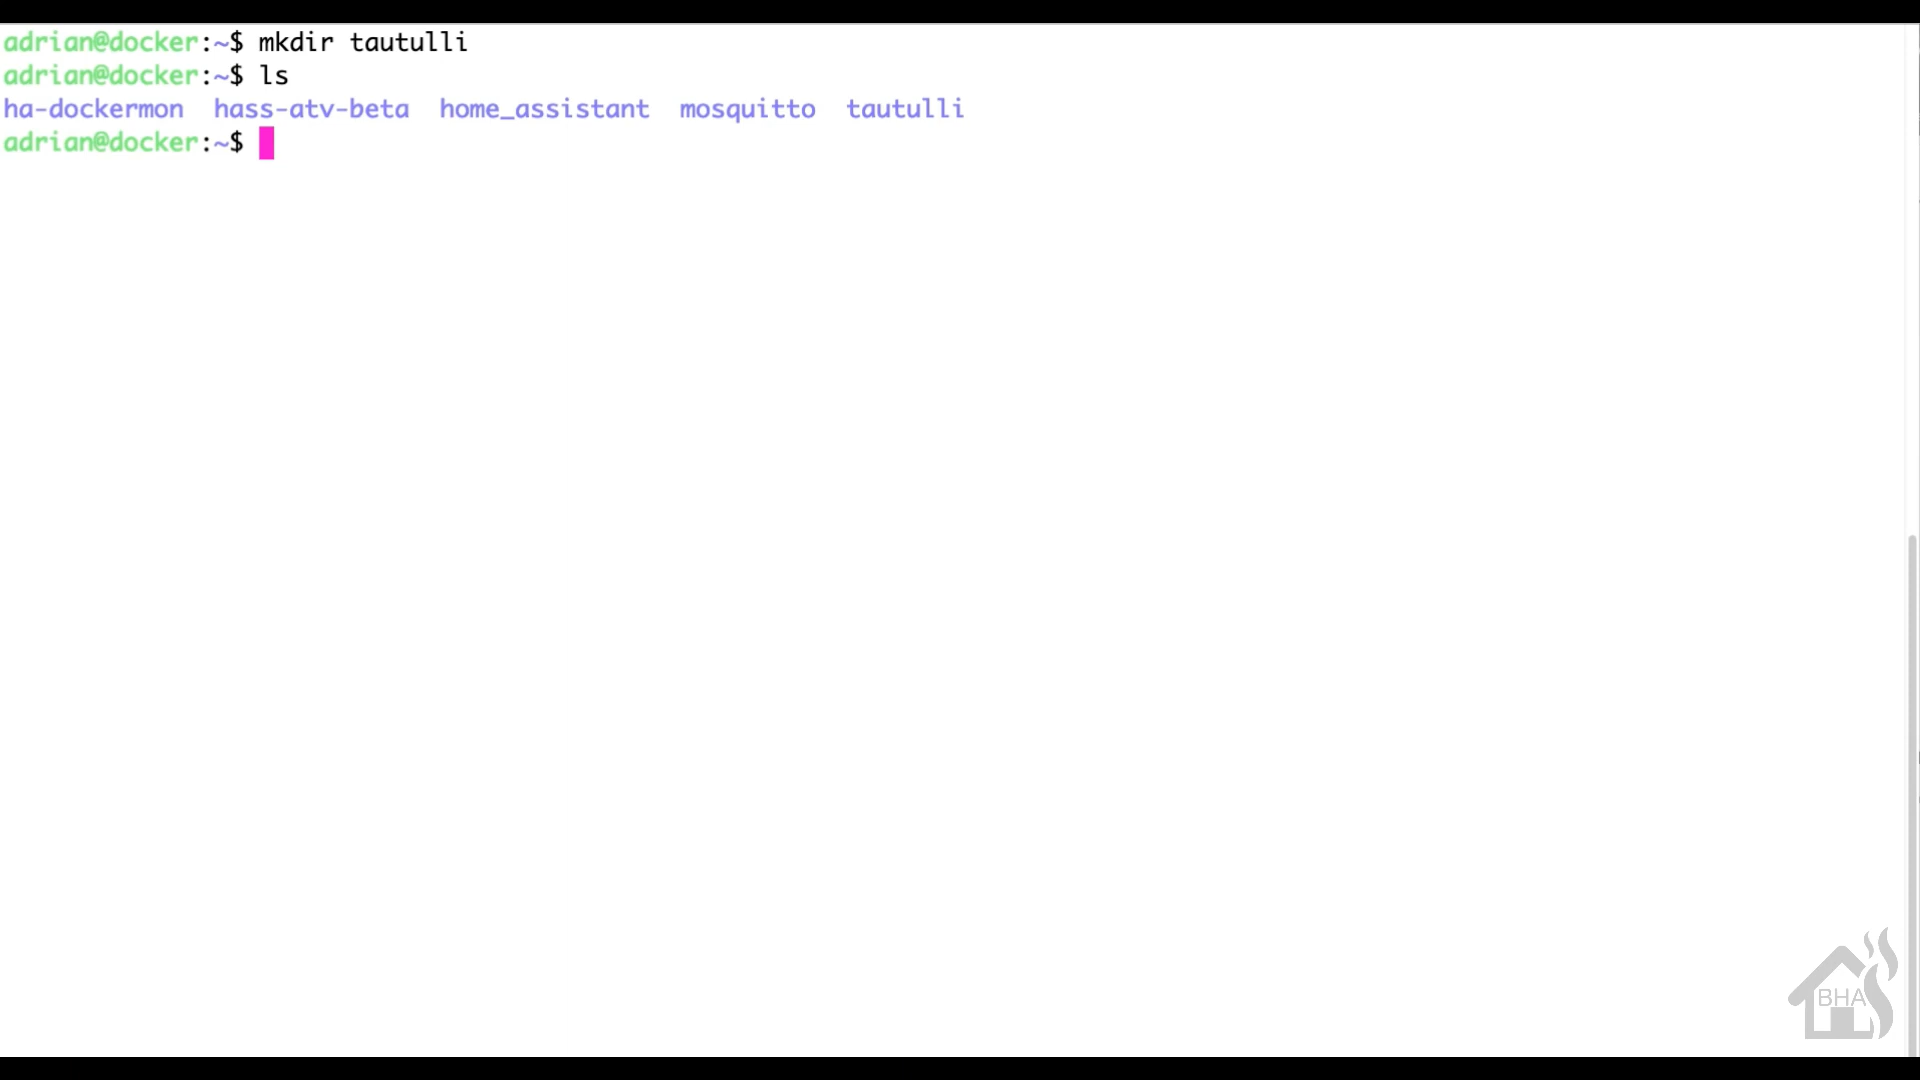 adrian@docker:~$ mkdir tautulli
adrian@docker:~$ ls
ha-dockermon  hass-atv-beta  home_assistant  mosquitto  tautulli
adrian@docker:~$
BHA